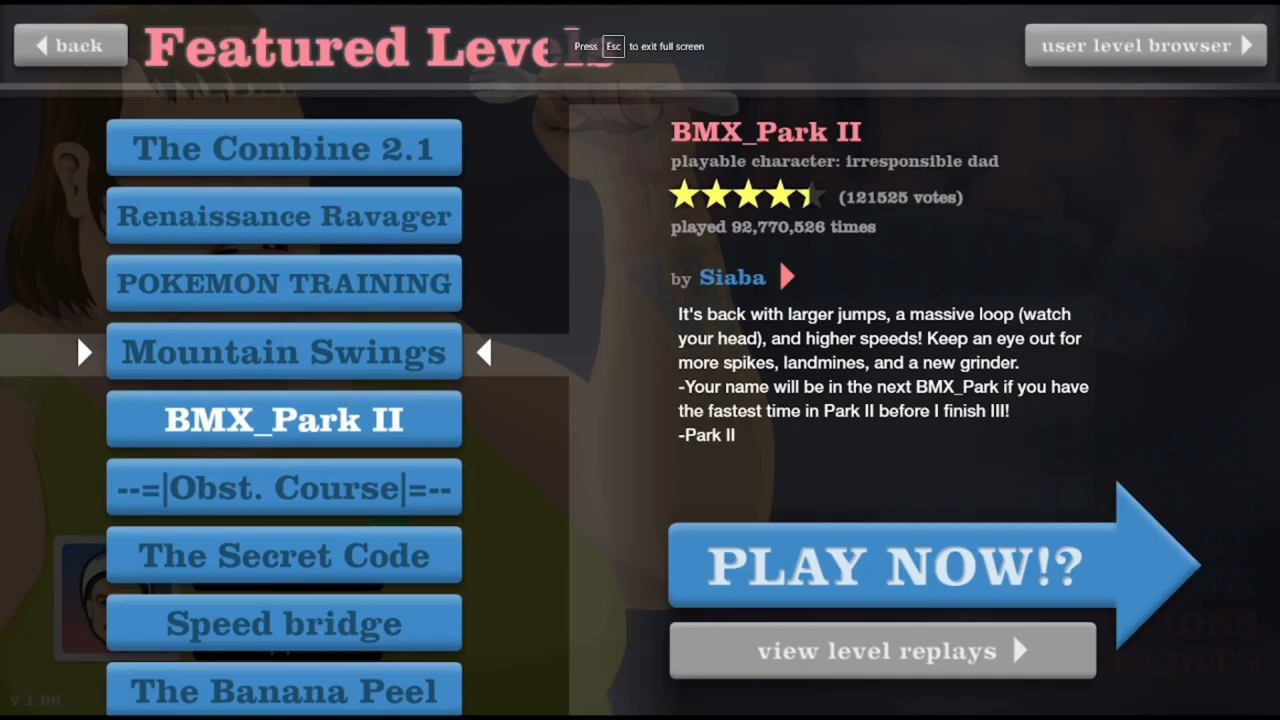 back
Featured Levels
Press Esc to exit full screen
user level browser
The Combine 2.1
Renaissance Ravager
POKEMON TRAINING
Mountain Swings
BMX_Park II
--=|Obst. Course|=--
The Secret Code
Speed bridge
The Banana Peel
v 1.96
BMX_Park II
playable character: irresponsible dad
(121525 votes)
played 92,770,526 times
by Siaba
It's back with larger jumps, a massive loop (watch
your head), and higher speeds! Keep an eye out for
more spikes, landmines, and a new grinder.
-Your name will be in the next BMX_Park if you have
the fastest time in Park II before I finish III!
-Park II
PLAY NOW!?
view level replays